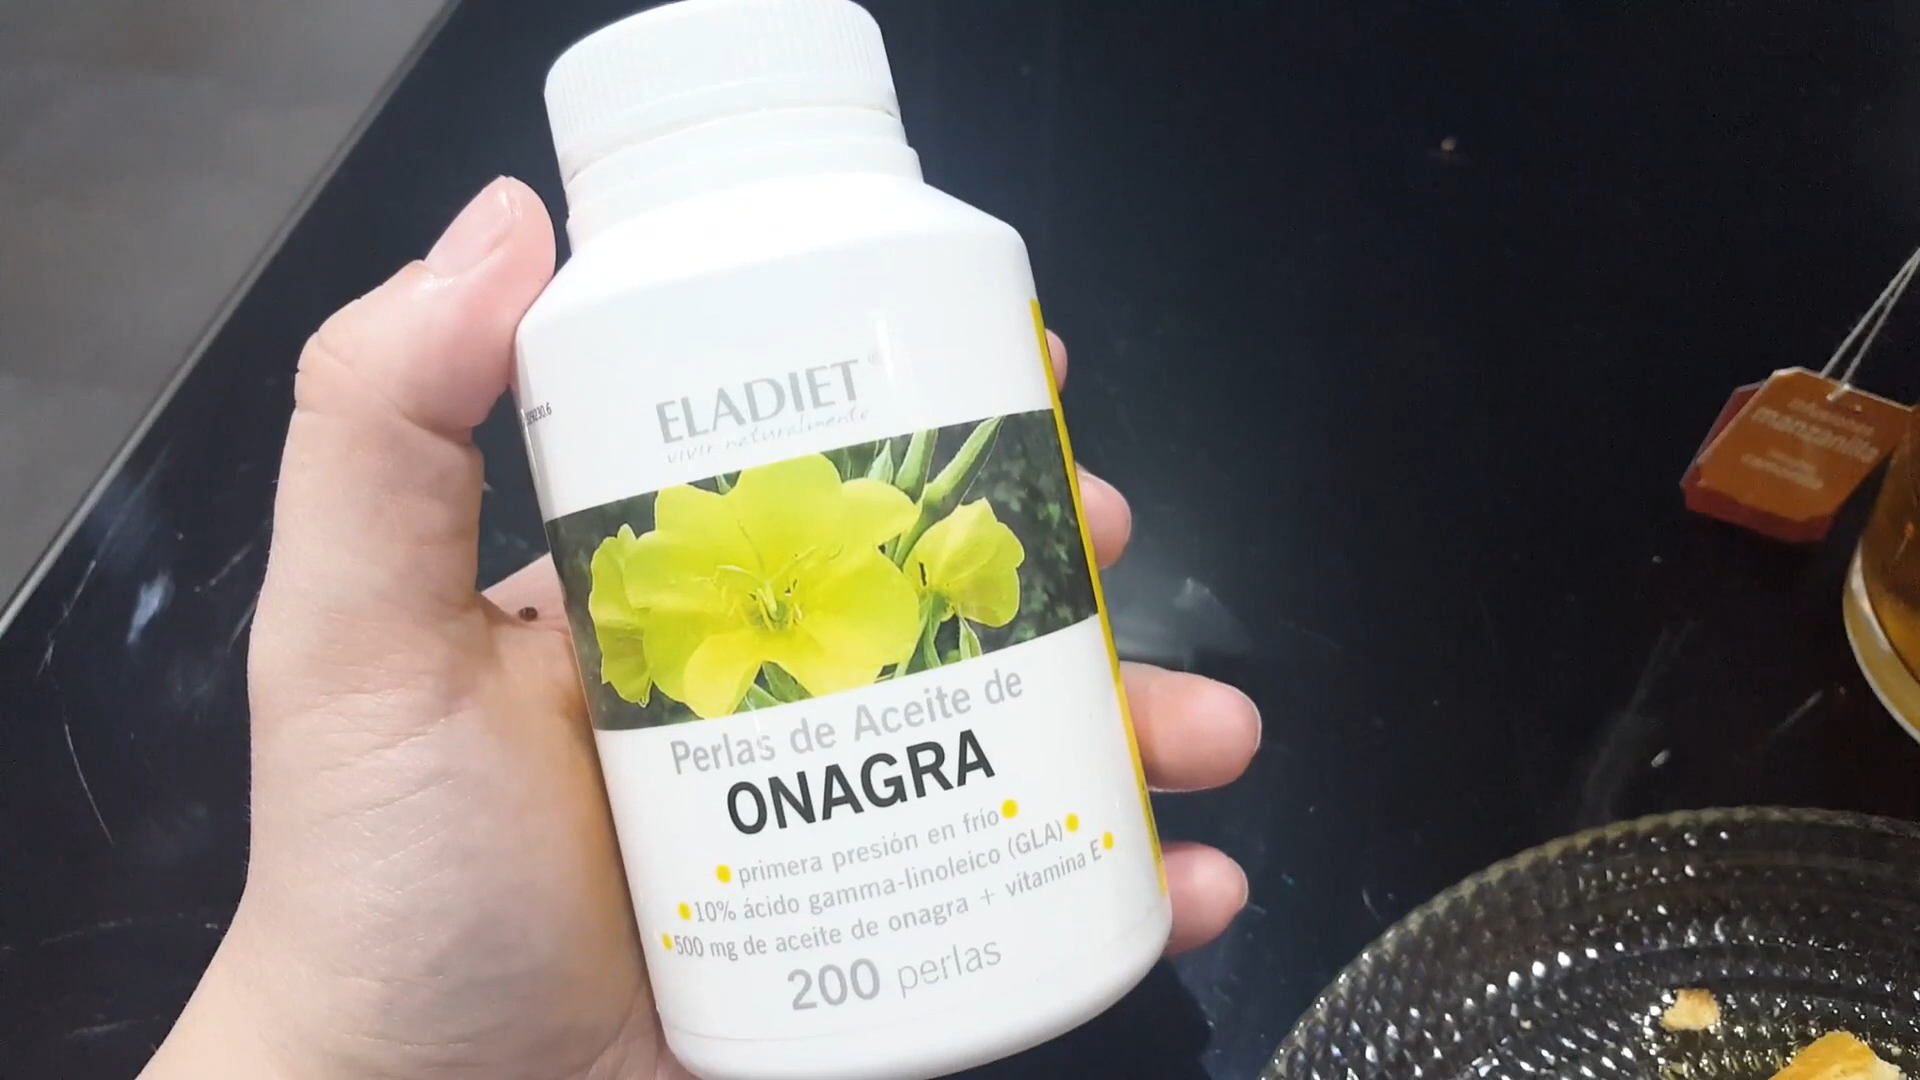 ELADIET®
vivir naturalmente
Perlas de Aceite de
ONAGRA
primera presión en frío
10% ácido gamma-linoleico (GLA)
500 mg de aceite de onagra + vitamina E
200 perlas
manzanilla